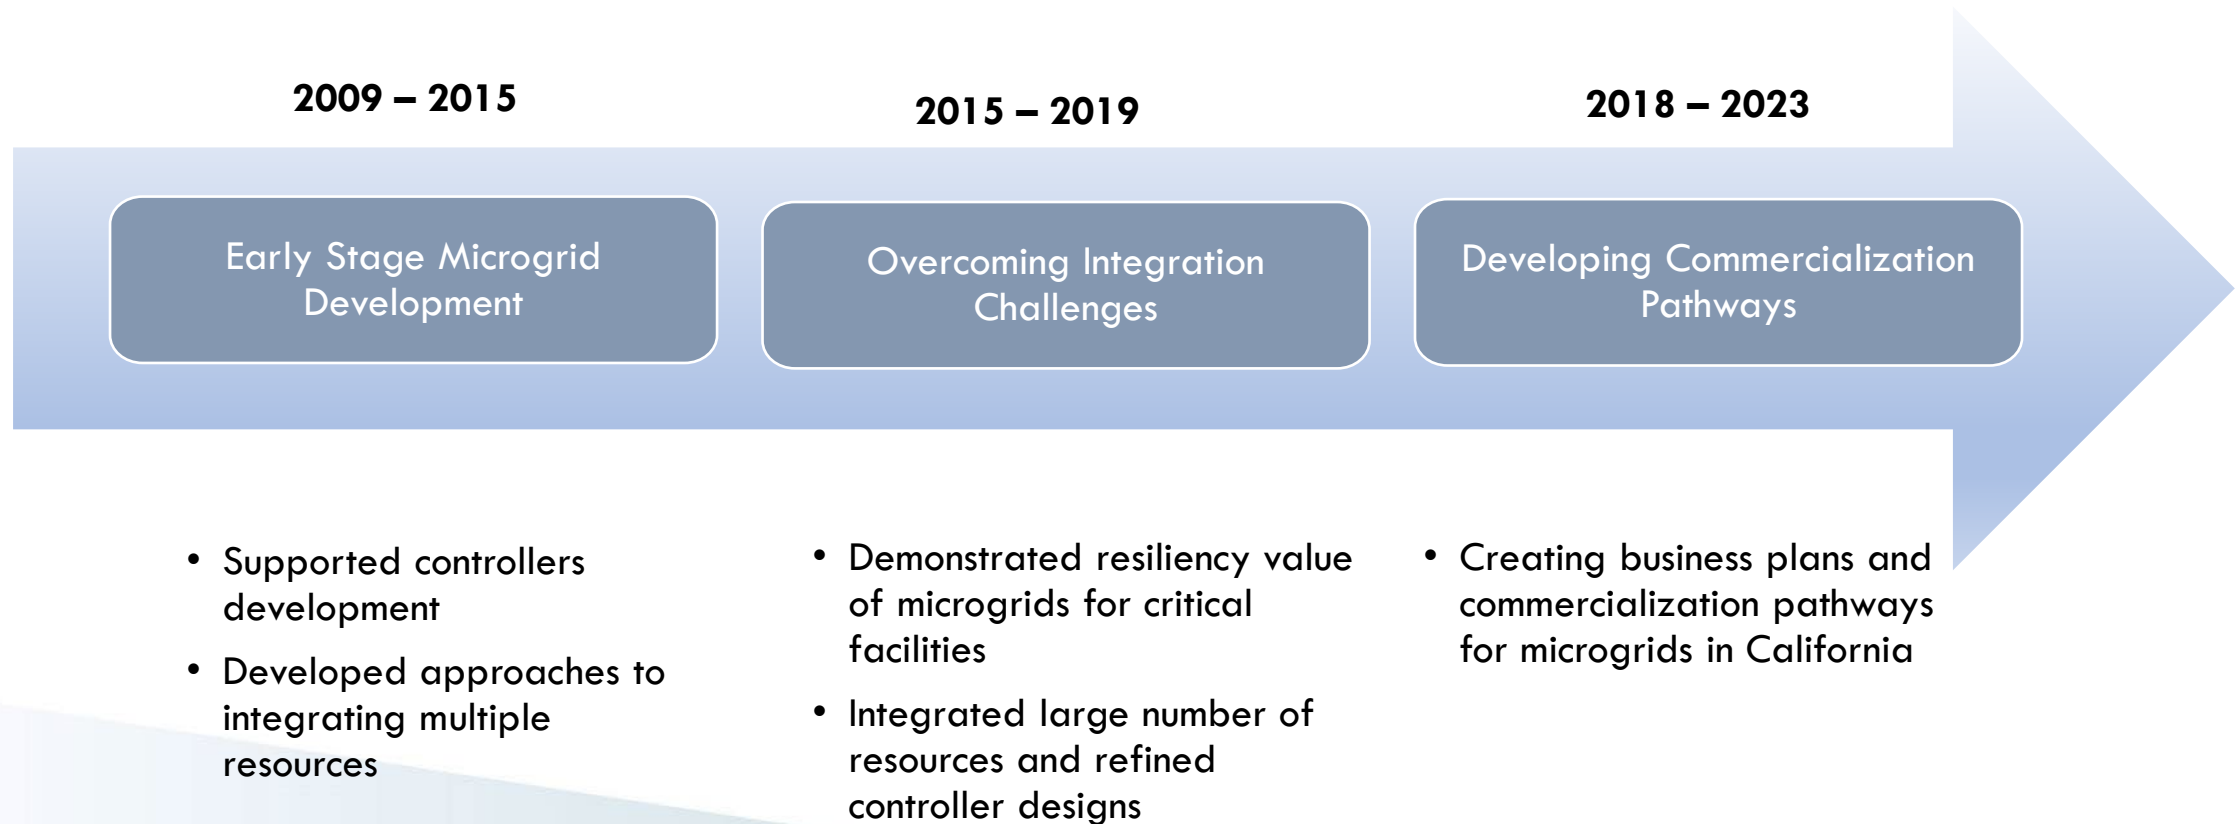 2009 – 2015
2015 – 2019
2018 – 2023
Early Stage Microgrid
Development
Overcoming Integration
Challenges
Developing Commercialization
Pathways
• Supported controllers
development
• Developed approaches to
integrating multiple
resources
• Demonstrated resiliency value
of microgrids for critical
facilities
• Integrated large number of
resources and refined
controller designs
• Creating business plans and
commercialization pathways
for microgrids in California